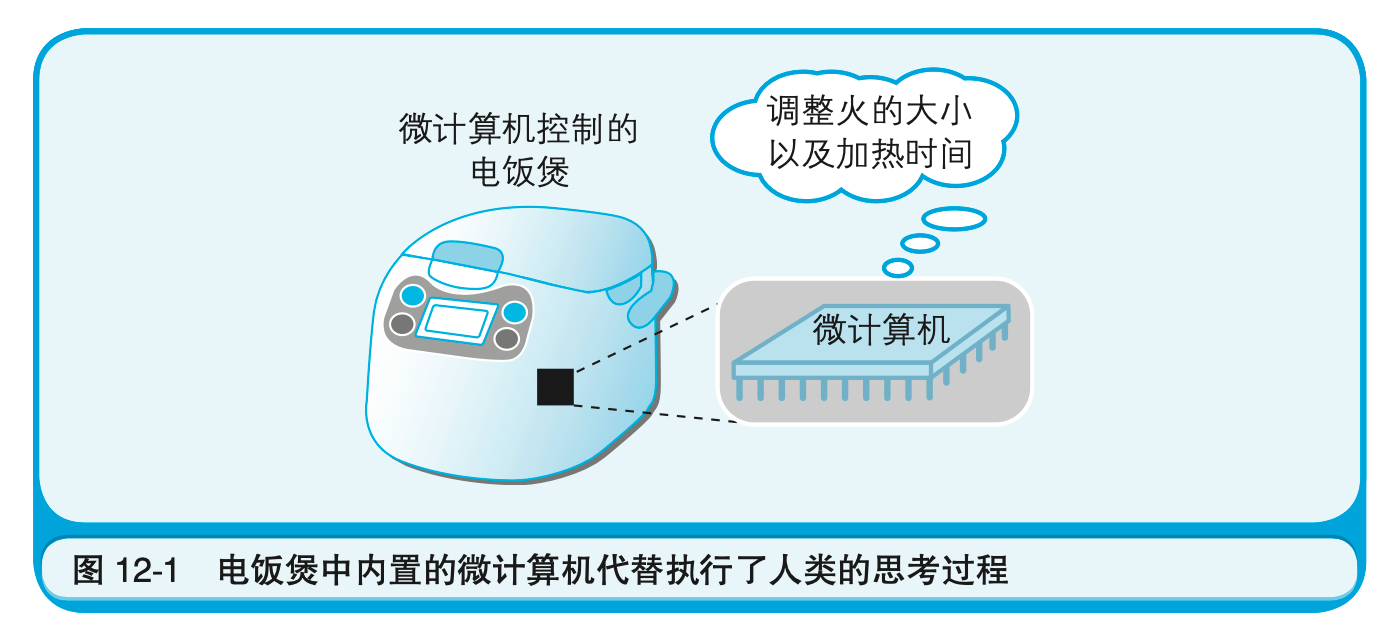 微计算机控制的
电饭煲
调整火的大小
以及加热时间
微计算机
图 12-1 电饭煲中内置的微计算机代替执行了人类的思考过程